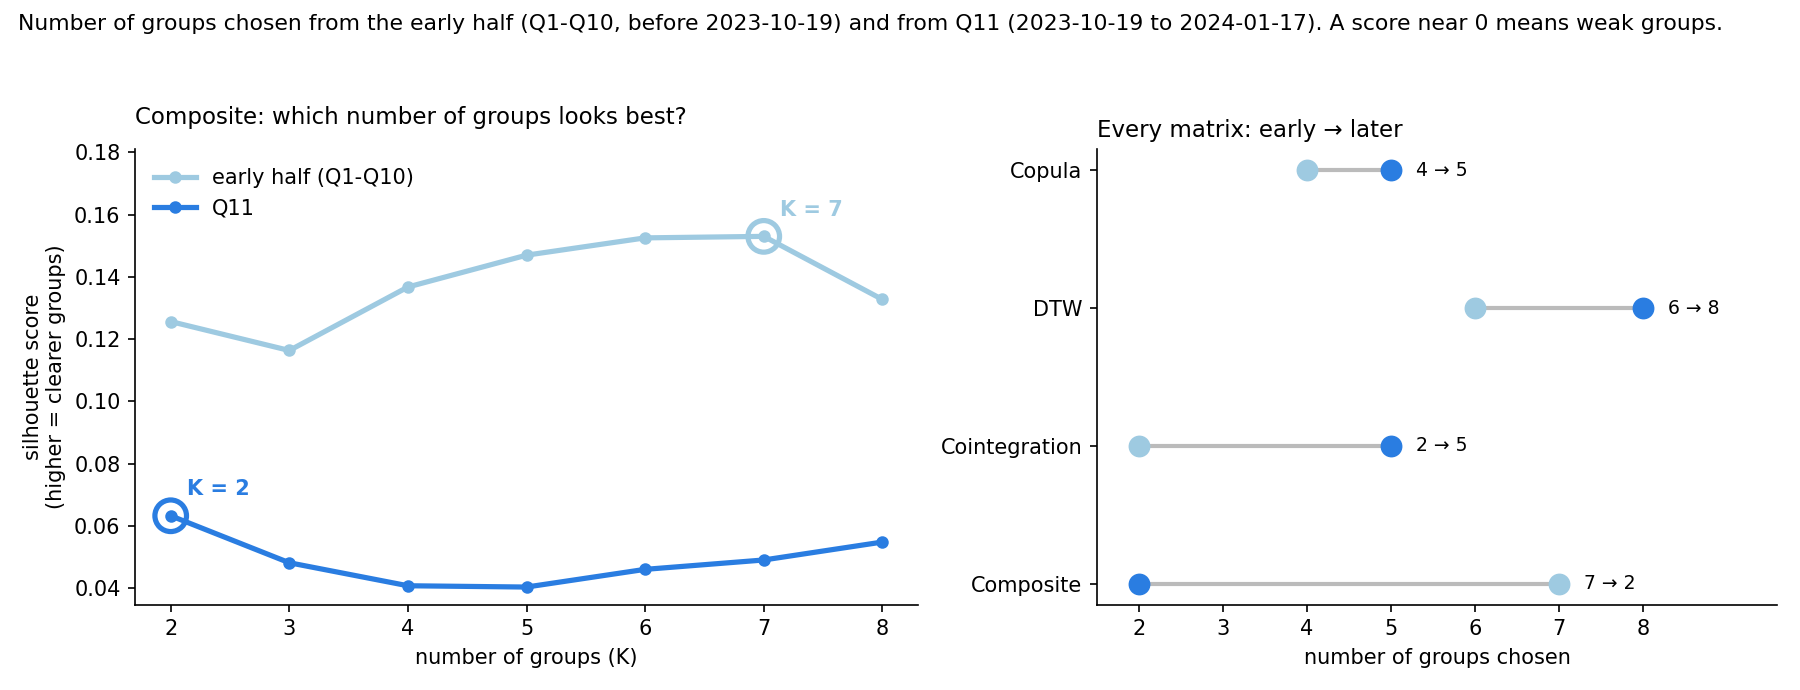 Number of groups chosen from the early half (Q1-Q10, before 2023-10-19) and from Q11 (2023-10-19 to 2024-01-17). A score near 0 means weak groups.
Composite: which number of groups looks best?
0.18
0.16
0.14
0.12
0.10
0.08
0.06
0.04
silhouette score
(higher = clearer groups)
early half (Q1-Q10)
Q11
K = 7
K = 2
2 3 4 5 6 7 8
number of groups (K)
Every matrix: early → later
Copula
4 → 5
DTW
6 → 8
Cointegration
2 → 5
Composite
7 → 2
2 3 4 5 6 7 8
number of groups chosen